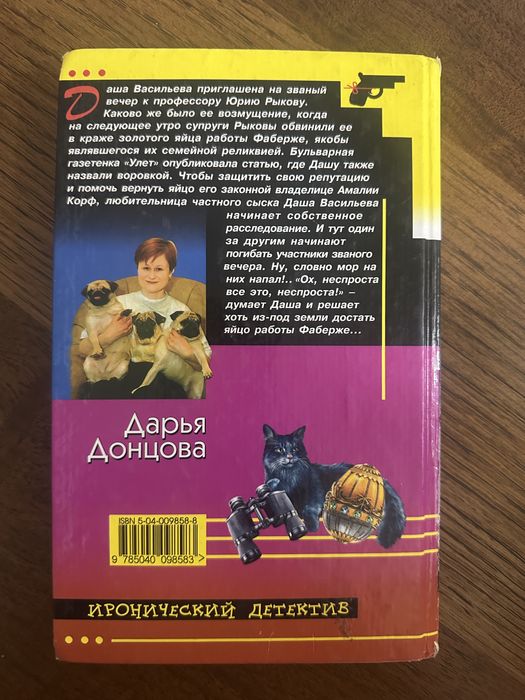 Даша Васильева приглашена на званый
вечер к профессору Юрию Рыкову.
Каково же было ее возмущение, когда
на следующее утро супруги Рыковы обвинили ее
в краже золотого яйца работы Фаберже, якобы
являвшегося их семейной реликвией. Бульварная
газетенка «Улет» опубликовала статью, где Дашу также
назвали воровкой. Чтобы защитить свою репутацию
и помочь вернуть яйцо его законной владелице Амалии
Корф, любительница частного сыска Даша Васильева
начинает собственное
расследование. И тут один
за другим начинают
погибать участники званого
вечера. Ну, словно мор на
них напал!.. «Ох, неспроста
все это, неспроста!» –
думает Даша и решает
хоть из-под земли достать
яйцо работы Фаберже...
Дарья
Донцова
ISBN 5-04-009858-8
9 785040 098583 >
ИРОНИЧЕСКИЙ ДЕТЕКТИВ